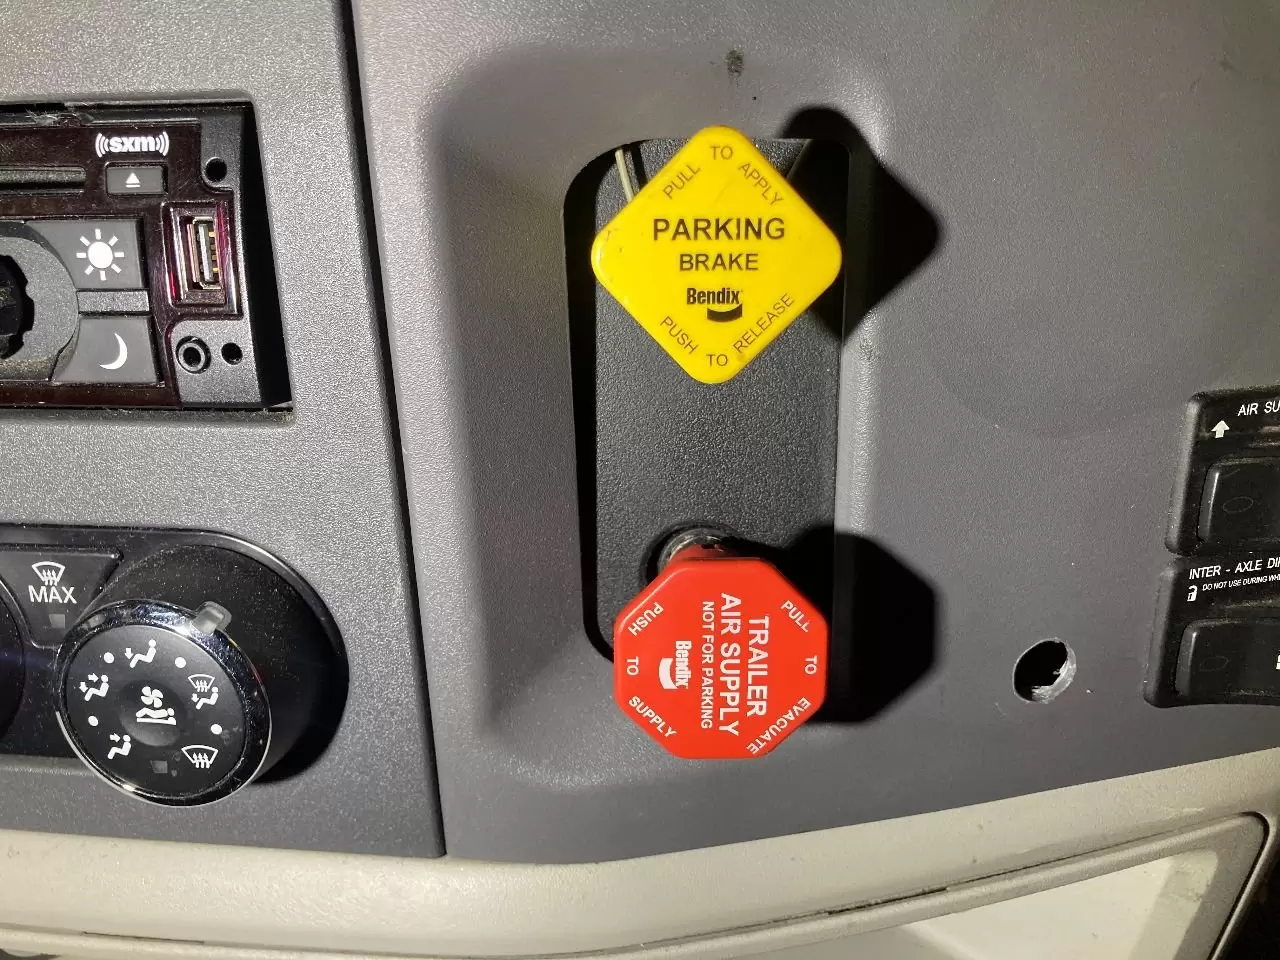 sxm
MAX
PULL TO APPLY
PARKING
BRAKE
Bendix
PUSH TO RELEASE
PULL TO EVACUATE
TRAILER
AIR SUPPLY
NOT FOR PARKING
Bendix
PUSH TO SUPPLY
AIR SU
INTER - AXLE DI
DO NOT USE DURING WH